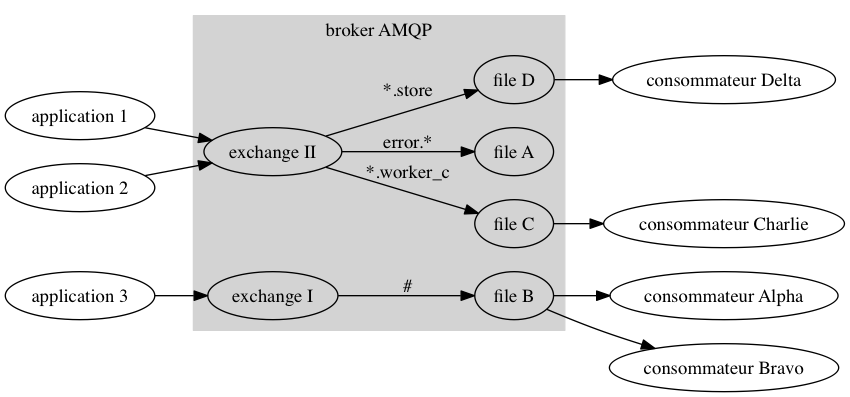 broker AMQP
*.store
file D
consommateur Delta
application 1
error.*
exchange II
file A
application 2
*.worker_c
file C
consommateur Charlie
application 3
exchange I
#
file B
consommateur Alpha
consommateur Bravo